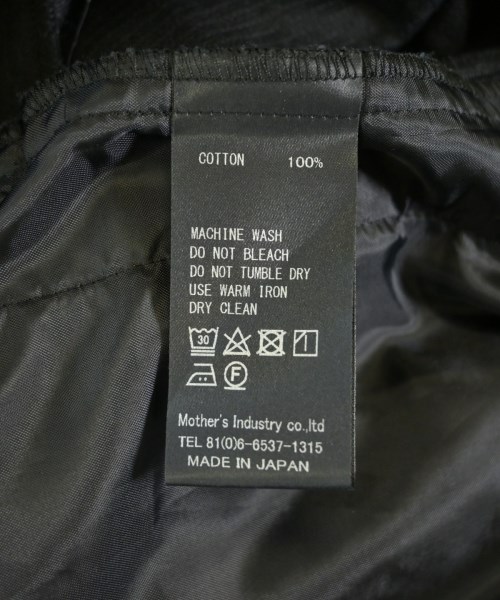 COTTON 100%
MACHINE WASH
DO NOT BLEACH
DO NOT TUMBLE DRY
USE WARM IRON
DRY CLEAN
30
F
Mother's Industry co.,ltd
TEL 81(0)6-6537-1315
MADE IN JAPAN